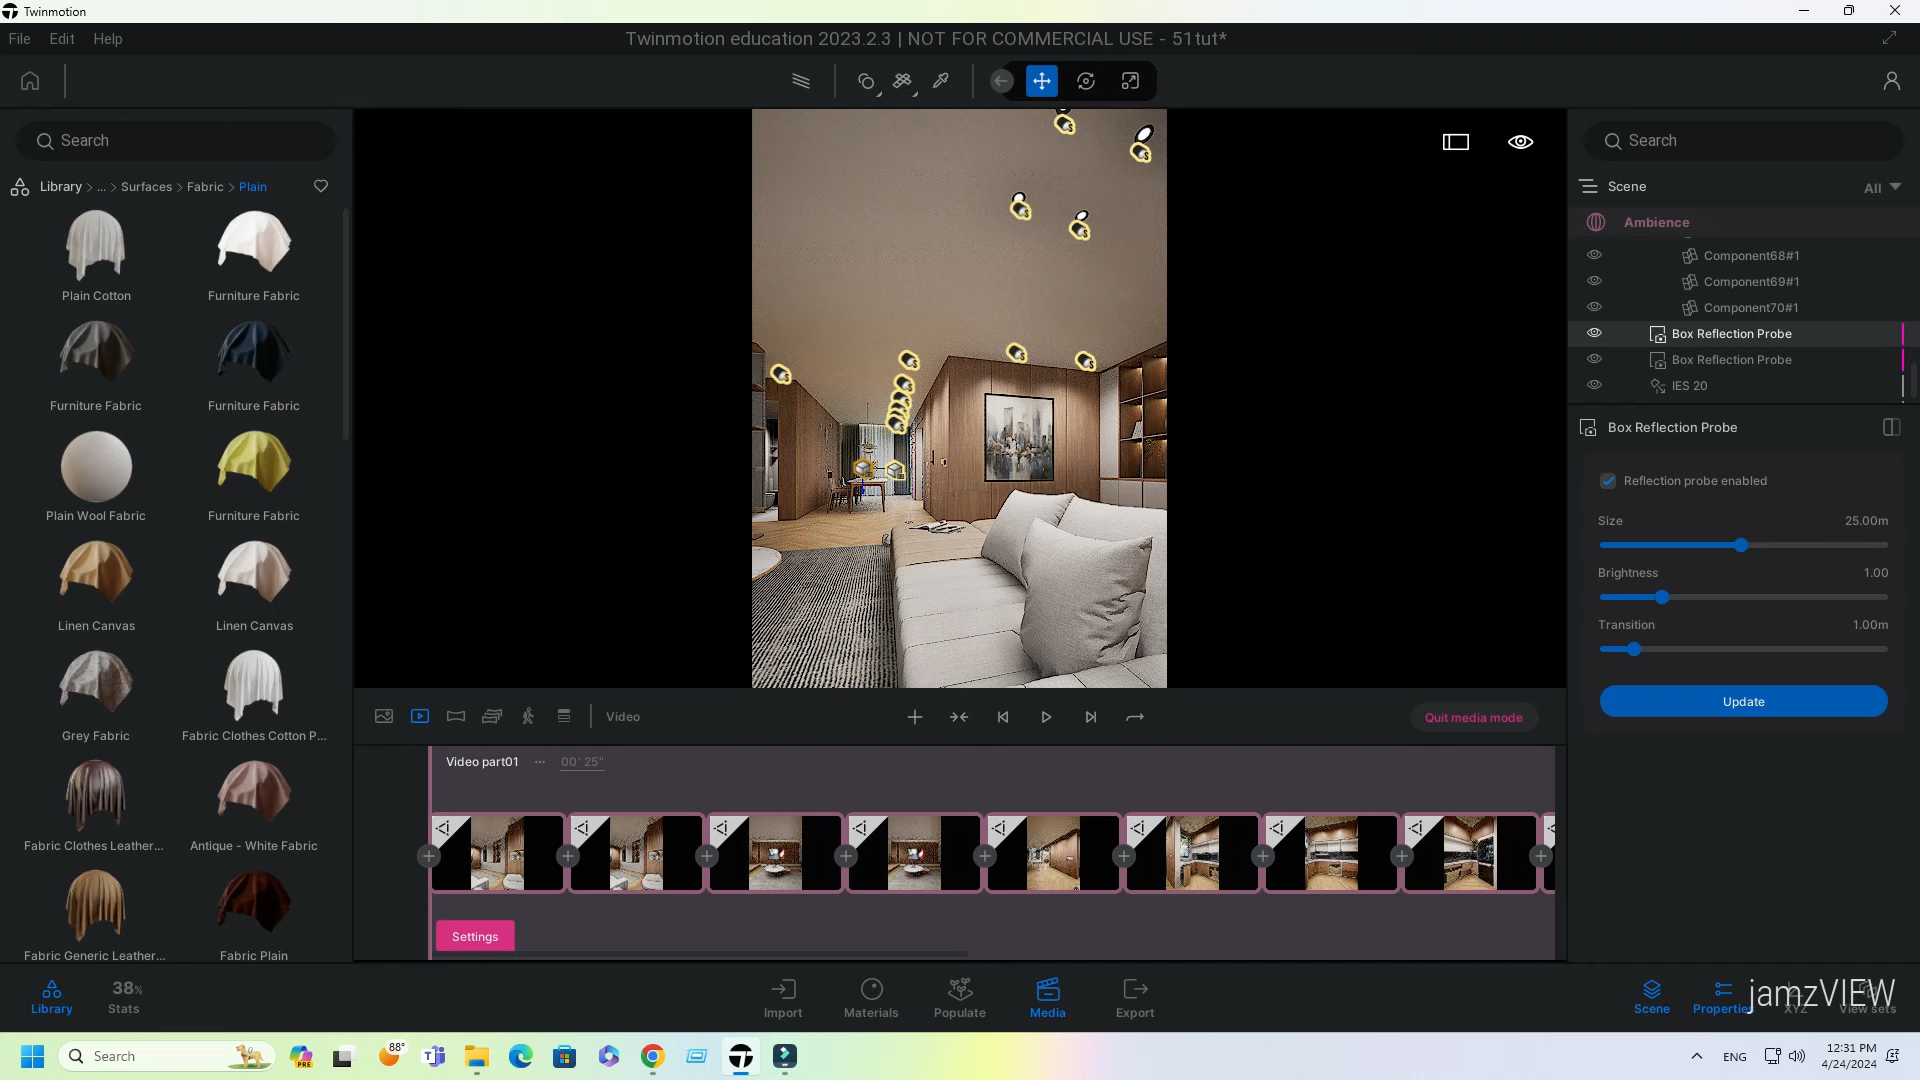 Twinmotion
File Edit Help
Twinmotion education 2023.2.3 | NOT FOR COMMERCIAL USE - 51tut*
Search
Library > ... > Surfaces > Fabric > Plain
Plain Cotton
Furniture Fabric
Furniture Fabric
Furniture Fabric
Plain Wool Fabric
Furniture Fabric
Linen Canvas
Linen Canvas
Grey Fabric
Fabric Clothes Cotton P...
Fabric Clothes Leather...
Antique - White Fabric
Fabric Generic Leather...
Fabric Plain
Search
Scene
All
Ambience
Component68#1
Component69#1
Component70#1
Box Reflection Probe
Box Reflection Probe
IES 20
Box Reflection Probe
Reflection probe enabled
Size 25.00m
Brightness 1.00
Transition 1.00m
Update
Video
Quit media mode
Video part01 ... 00' 25"
Settings
Library
38%
Stats
Import
Materials
Populate
Media
Export
Scene
Properties
XYZ
View sets
jamzVIEW
Search
PRE
88°
ENG
12:31 PM
4/24/2024